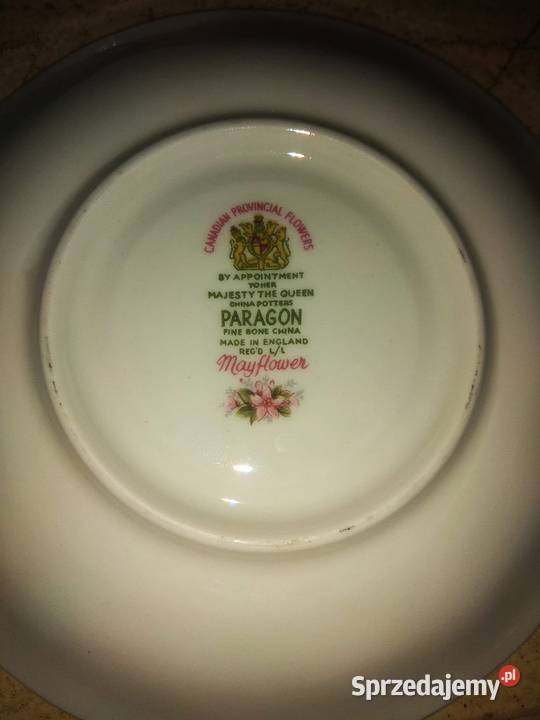 CANADIAN PROVINCIAL FLOWERS
BY APPOINTMENT
TO HER
MAJESTY THE QUEEN
CHINA POTTERS
PARAGON
FINE BONE CHINA
MADE IN ENGLAND
REG'D L/L
Mayflower
Sprzedajemy.pl